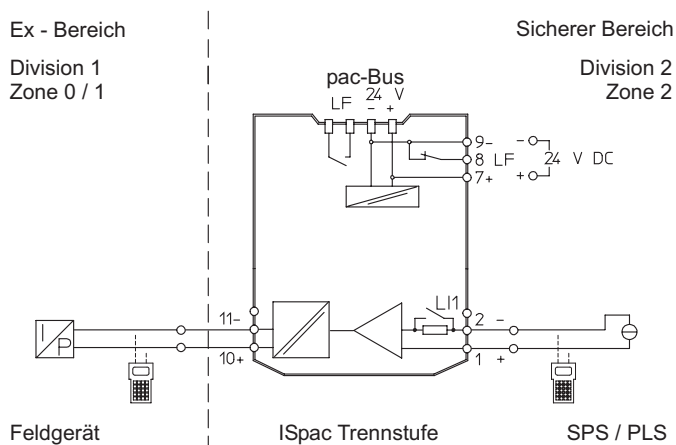 Ex - Bereich
Sicherer Bereich
Division 1
Zone 0 / 1
Division 2
Zone 2
pac-Bus
LF 24 V
- +
9- -
8 LF 24 V DC
7+ +
LI1
11-
2 -
I
P
10+
1 +
Feldgerät
ISpac Trennstufe
SPS / PLS